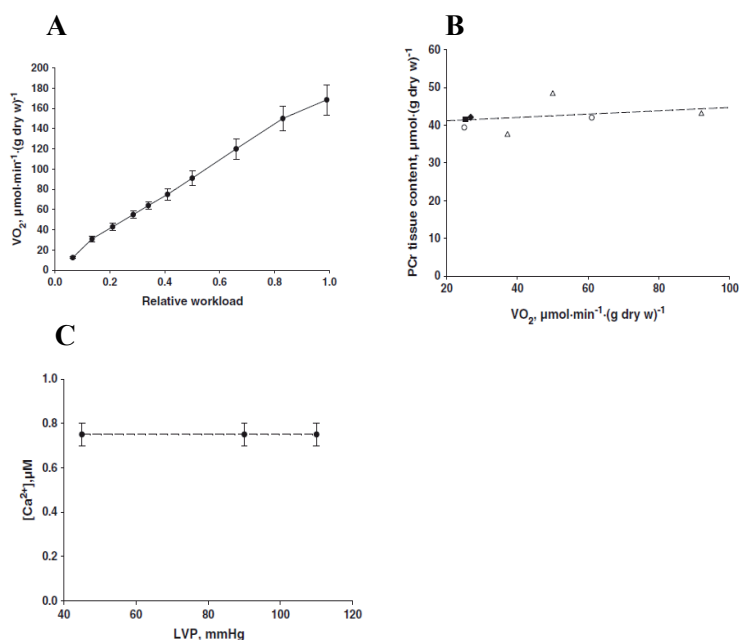 A
200
180
160
140
120
100
80
60
40
20
0
VO₂, µmol·min⁻¹·(g dry w)⁻¹
0.0 0.2 0.4 0.6 0.8 1.0
Relative workload
B
60
50
40
30
20
10
0
PCr tissue content, µmol·(g dry w)⁻¹
20 40 60 80 100
VO₂, µmol·min⁻¹·(g dry w)⁻¹
C
1.0
0.8
0.6
0.4
0.2
0.0
[Ca²⁺],µM
40 60 80 100 120
LVP, mmHg